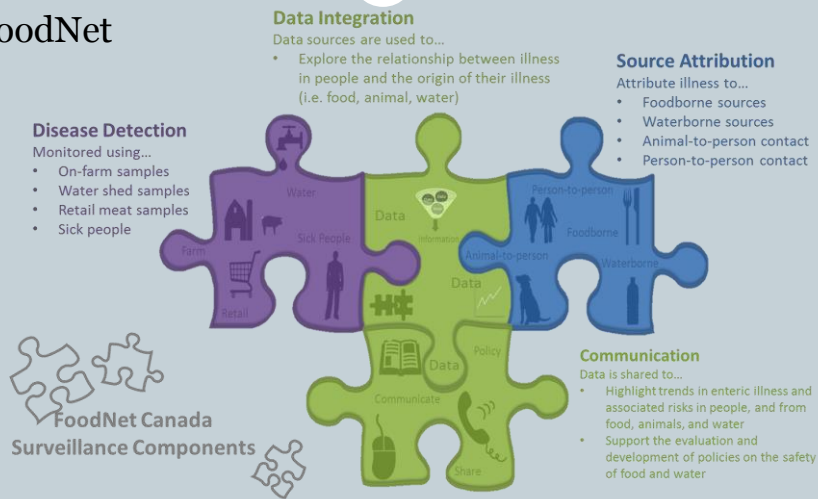 oodNet
Data Integration
Data sources are used to...
• Explore the relationship between illness
in people and the origin of their illness
(i.e. food, animal, water)
Source Attribution
Attribute illness to...
• Foodborne sources
• Waterborne sources
• Animal-to-person contact
• Person-to-person contact
Disease Detection
Monitored using...
• On-farm samples
• Water shed samples
• Retail meat samples
• Sick people
Water
Farm
Sick People
Retail
Data
Information
Data
Person-to-person
Foodborne
Animal-to-person
Waterborne
Data
Policy
Communicate
Share
Communication
Data is shared to...
• Highlight trends in enteric illness and
associated risks in people, and from
food, animals, and water
• Support the evaluation and
development of policies on the safety
of food and water
FoodNet Canada
Surveillance Components